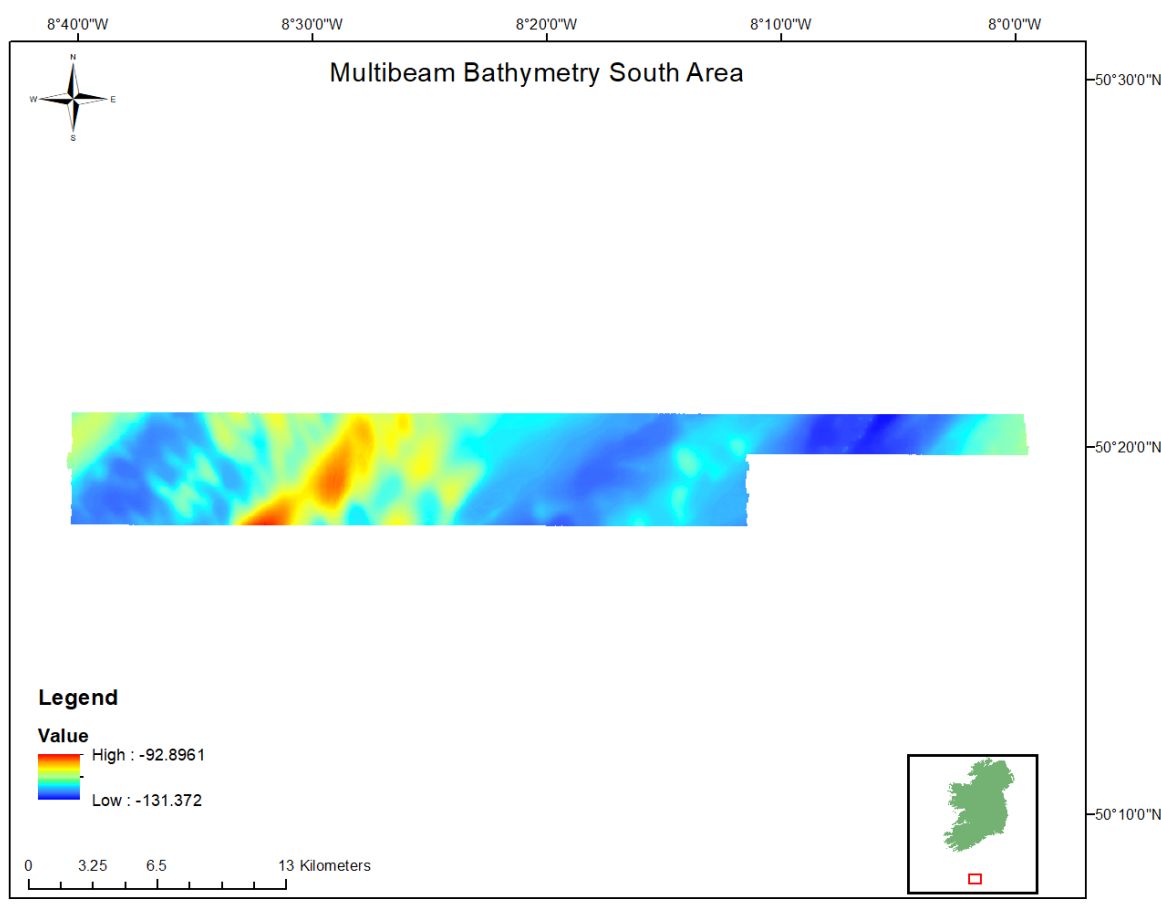 8°40'0"W 8°30'0"W 8°20'0"W 8°10'0"W 8°0'0"W
N
W E
S
Multibeam Bathymetry South Area
50°30'0"N
50°20'0"N
50°10'0"N
Legend
Value
High : -92.8961
Low : -131.372
0 3.25 6.5 13 Kilometers